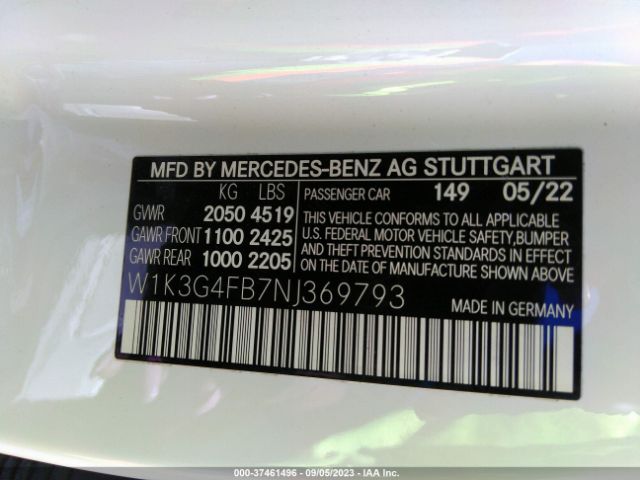 MFD BY MERCEDES-BENZ AG STUTTGART
KG LBS PASSENGER CAR 149 05/22
GVWR 2050 4519
GAWR FRONT 1100 2425
GAWR REAR 1000 2205
THIS VEHICLE CONFORMS TO ALL APPLICABLE
U.S. FEDERAL MOTOR VEHICLE SAFETY, BUMPER
AND THEFT PREVENTION STANDARDS IN EFFECT
ON THE DATE OF MANUFACTURE SHOWN ABOVE.
W1K3G4FB7NJ369793 MADE IN GERMANY
000-37461496 - 09/05/2023 - IAA Inc.